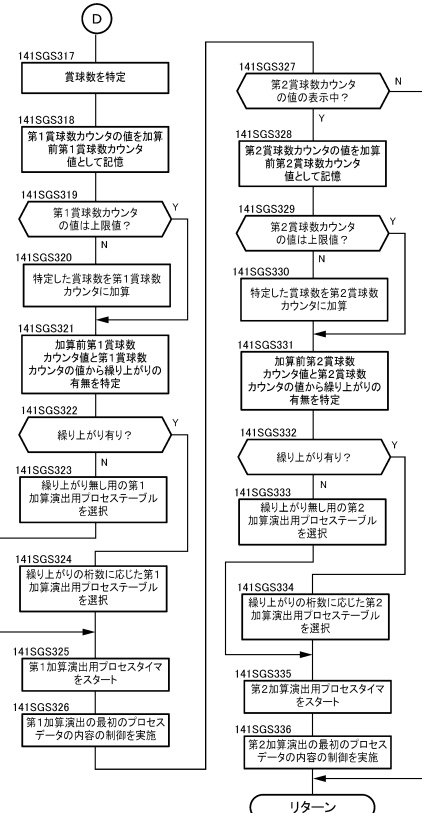 D
141SGS317
賞球数を特定
141SGS318
第1賞球数カウンタの値を加算
前第1賞球数カウンタ
値として記憶
141SGS319
第1賞球数カウンタ
の値は上限値?
Y
N
141SGS320
特定した賞球数を第1賞球数
カウンタに加算
141SGS321
加算前第1賞球数
カウンタ値と第1賞球数
カウンタの値から繰り上がりの
有無を特定
141SGS322
繰り上がり有り?
Y
N
141SGS323
繰り上がり無し用の第1
加算演出用プロセステーブル
を選択
141SGS324
繰り上がりの桁数に応じた第1
加算演出用プロセステーブル
を選択
141SGS325
第1加算演出用プロセスタイマ
をスタート
141SGS326
第1加算演出の最初のプロセス
データの内容の制御を実施
141SGS327
第2賞球数カウンタ
の値の表示中?
N
Y
141SGS328
第2賞球数カウンタの値を加算
前第2賞球数カウンタ
値として記憶
141SGS329
第2賞球数カウンタ
の値は上限値?
Y
N
141SGS330
特定した賞球数を第2賞球数
カウンタに加算
141SGS331
加算前第2賞球数
カウンタ値と第2賞球数
カウンタの値から繰り上がりの
有無を特定
141SGS332
繰り上がり有り?
Y
N
141SGS333
繰り上がり無し用の第2
加算演出用プロセステーブル
を選択
141SGS334
繰り上がりの桁数に応じた第2
加算演出用プロセステーブル
を選択
141SGS335
第2加算演出用プロセスタイマ
をスタート
141SGS336
第2加算演出の最初のプロセス
データの内容の制御を実施
リターン